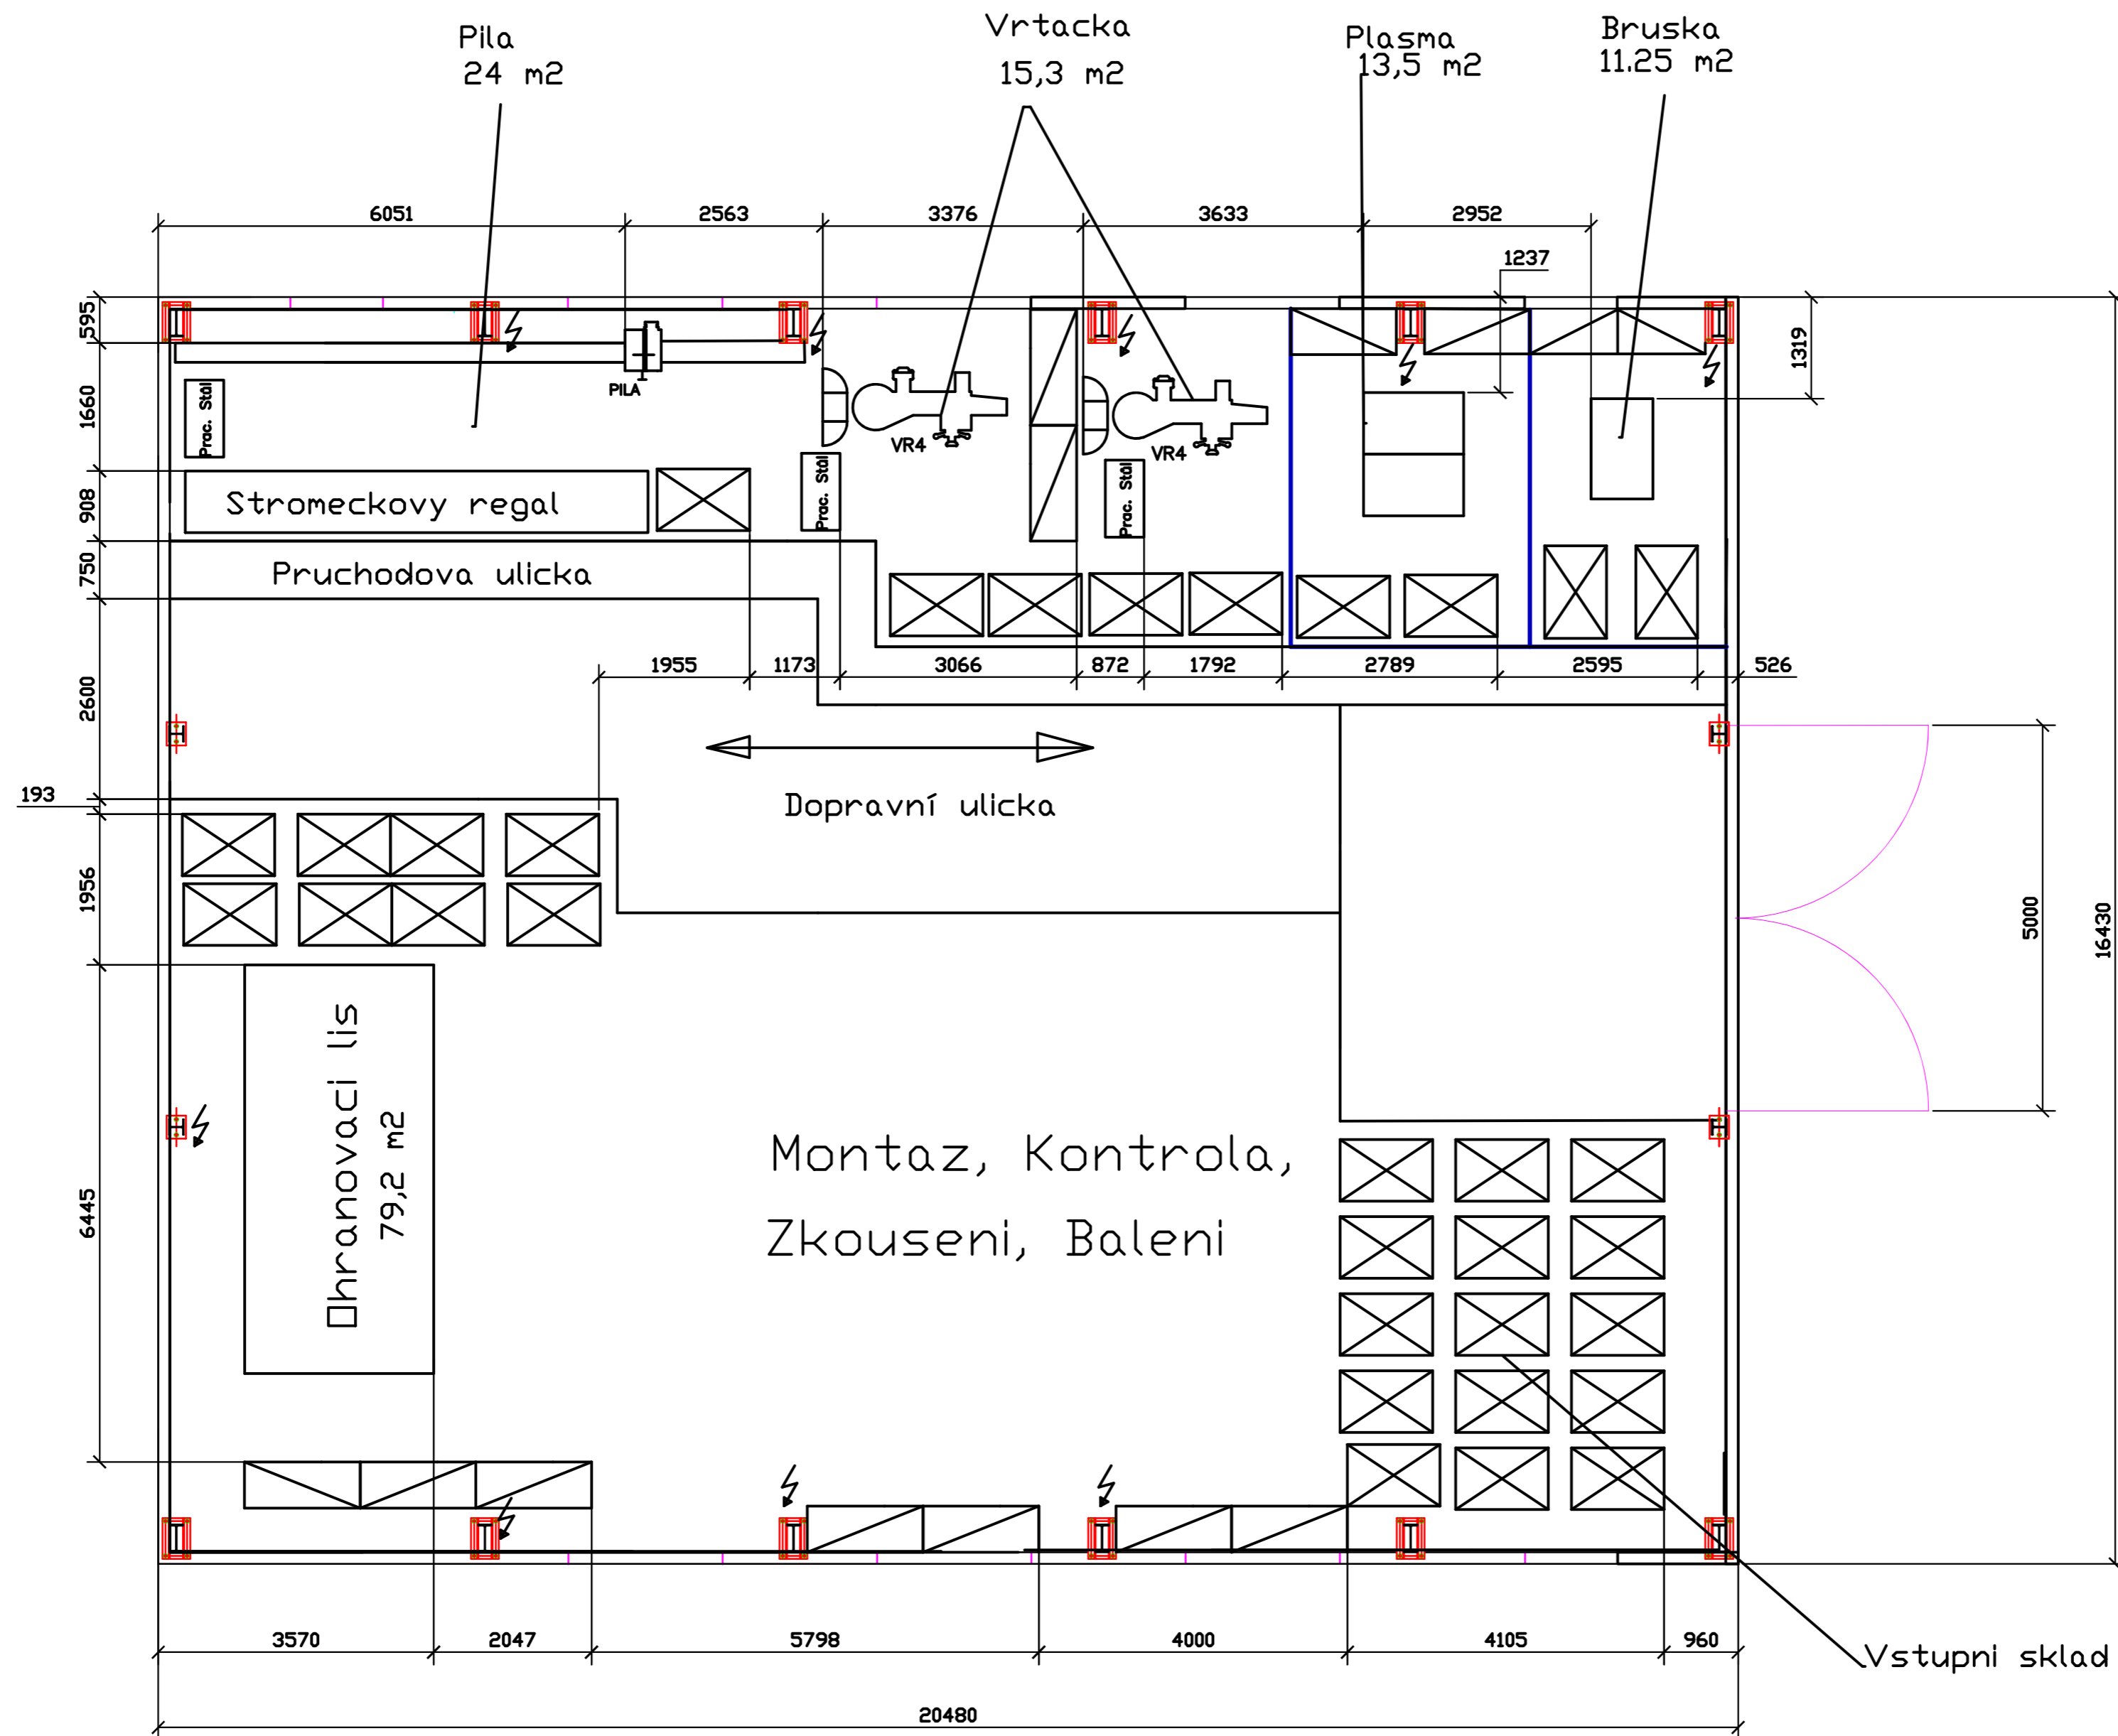 Pila
24 m2
Vrtacka
15,3 m2
Plasma
13,5 m2
Bruska
11.25 m2
6051
2563
3376
3633
2952
1237
595
1319
1660
PILA
Prac. Stůl
VR4
VR4
908
Stromeckovy regal
Prac. Stůl
Prac. Stůl
750
Pruchodova ulicka
1955
1173
3066
872
1792
2789
2595
526
2600
193
Dopravní ulicka
1956
5000
16430
Ohranovaci lis
79,2 m2
Montaz, Kontrola,
Zkouseni, Baleni
6445
3570
2047
5798
4000
4105
960
Vstupni sklad
20480